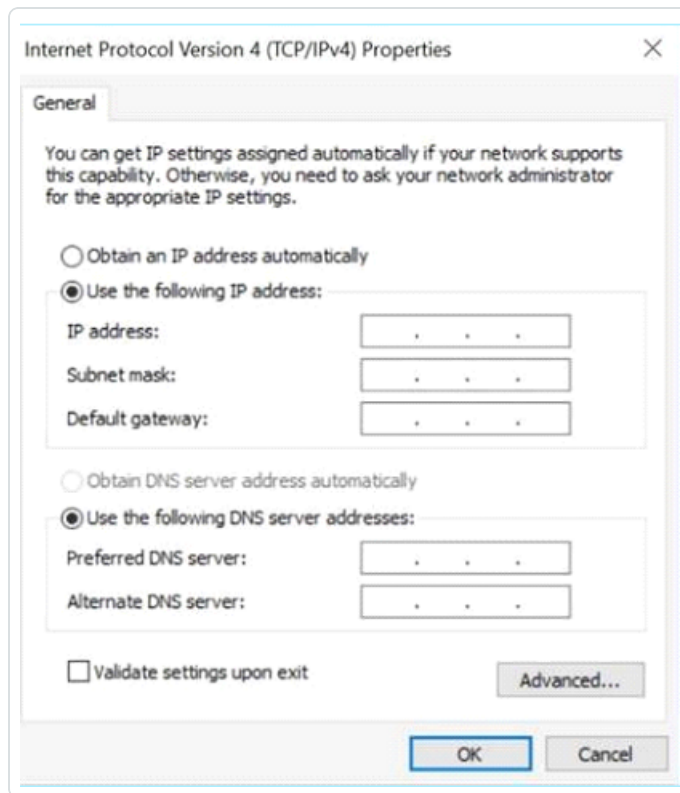 Internet Protocol Version 4 (TCP/IPv4) Properties
General
You can get IP settings assigned automatically if your network supports
this capability. Otherwise, you need to ask your network administrator
for the appropriate IP settings.
Obtain an IP address automatically
Use the following IP address:
IP address:
Subnet mask:
Default gateway:
Obtain DNS server address automatically
Use the following DNS server addresses:
Preferred DNS server:
Alternate DNS server:
Validate settings upon exit
Advanced...
OK
Cancel